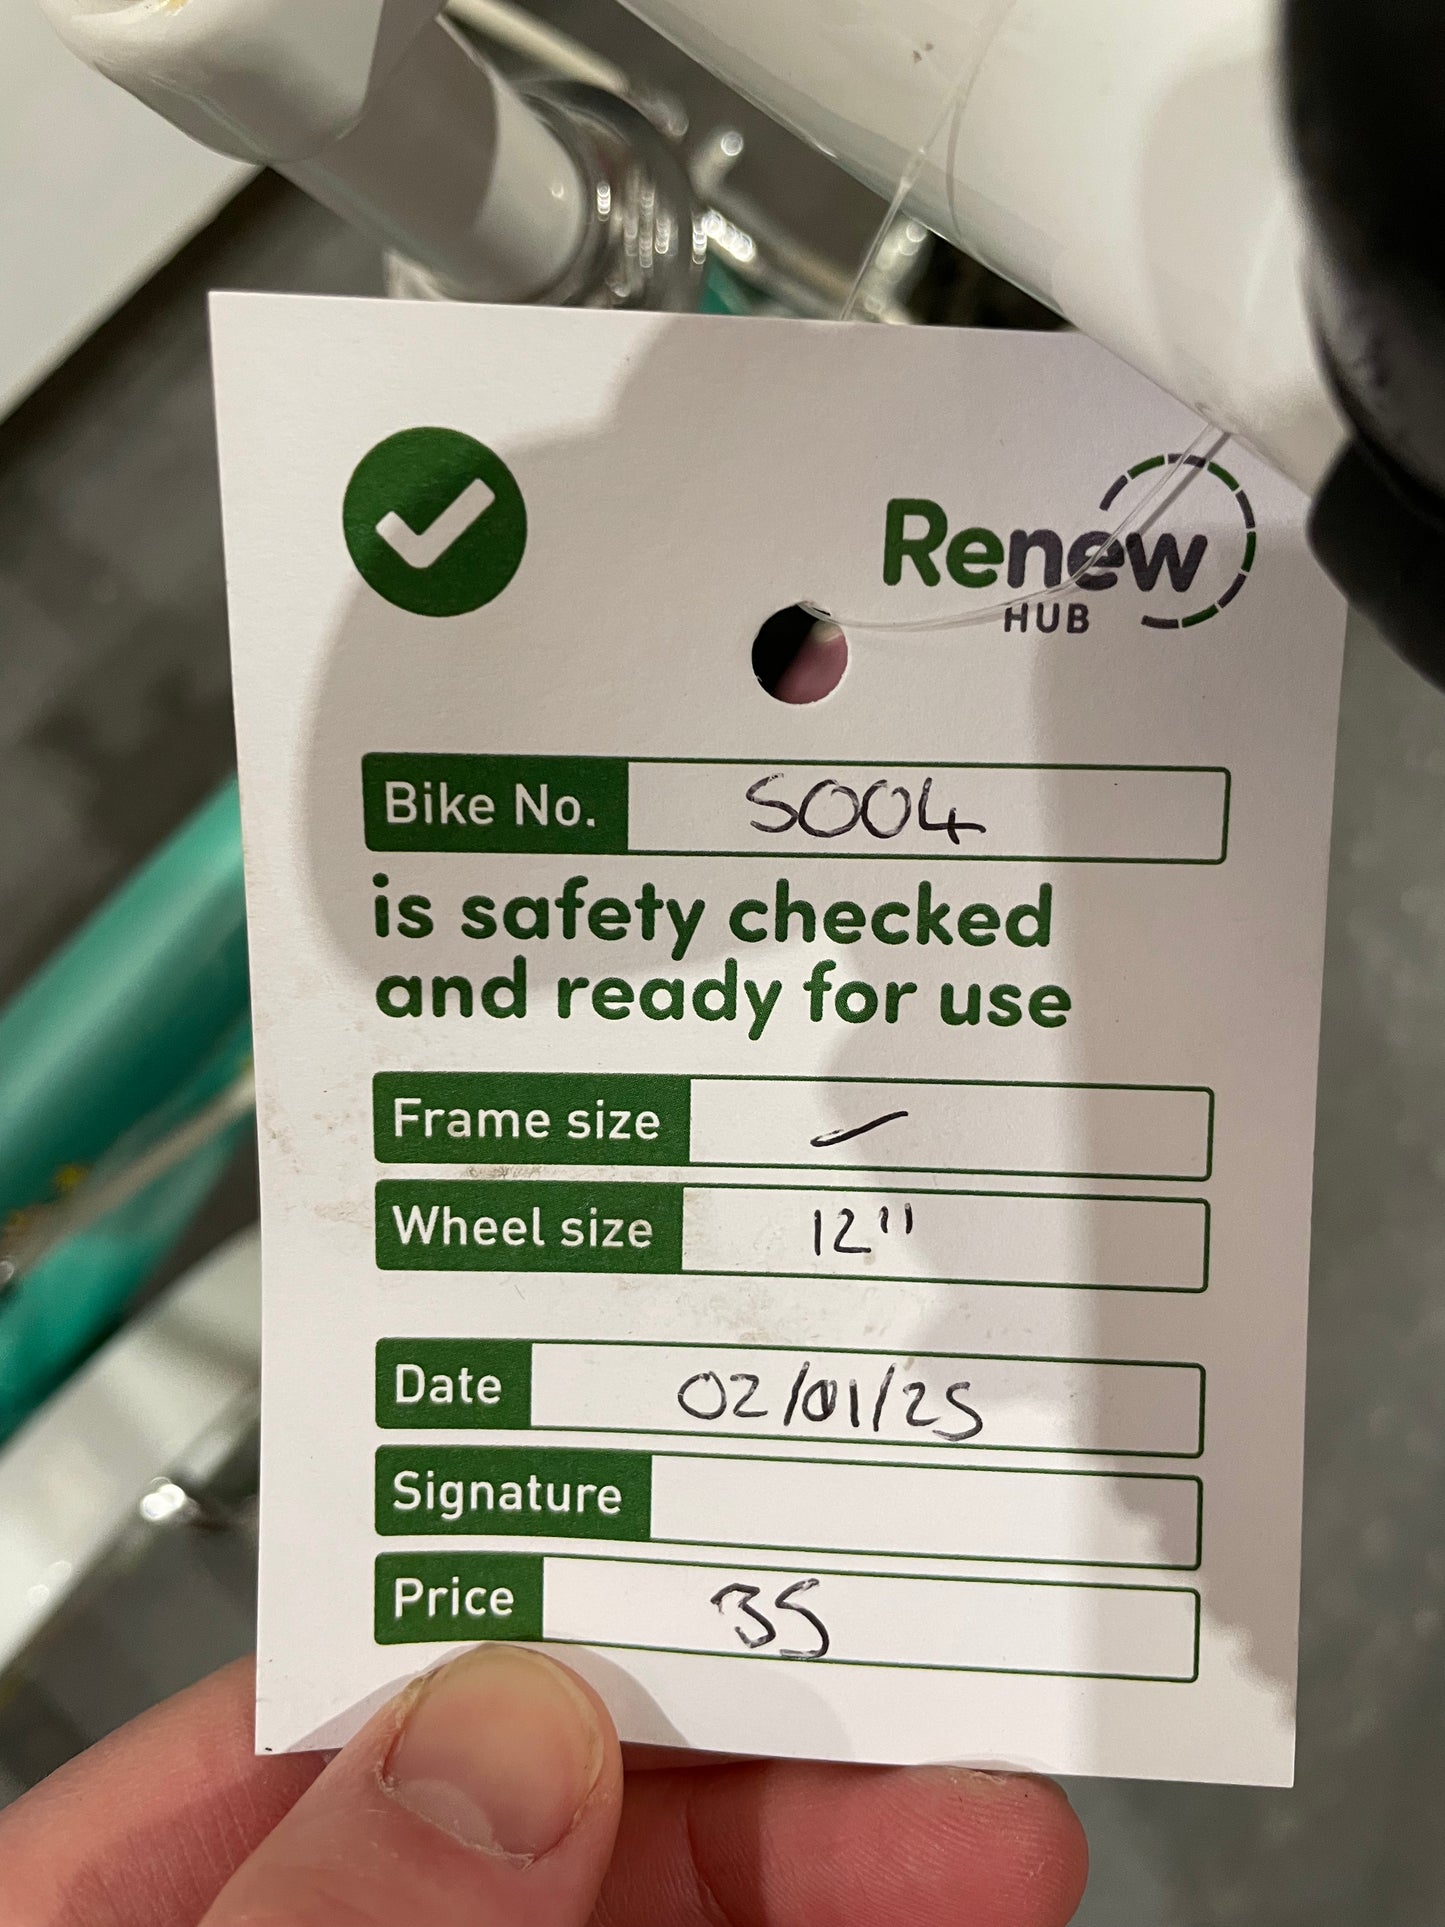 Renew
HUB
Bike No. S004
is safety checked
and ready for use
Frame size –
Wheel size 12"
Date 02/01/25
Signature
Price 35